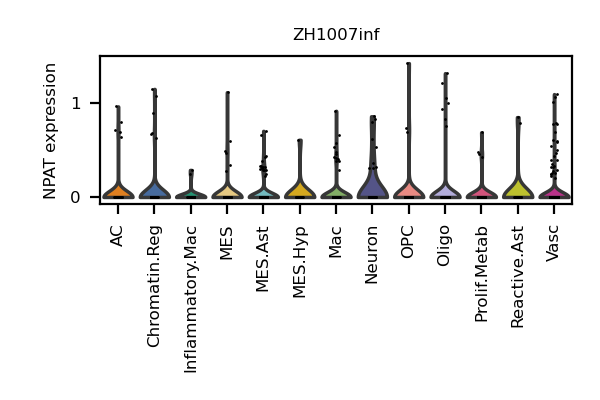 ZH1007inf
NPAT expression
1
0
AC
Chromatin.Reg
Inflammatory.Mac
MES
MES.Ast
MES.Hyp
Mac
Neuron
OPC
Oligo
Prolif.Metab
Reactive.Ast
Vasc